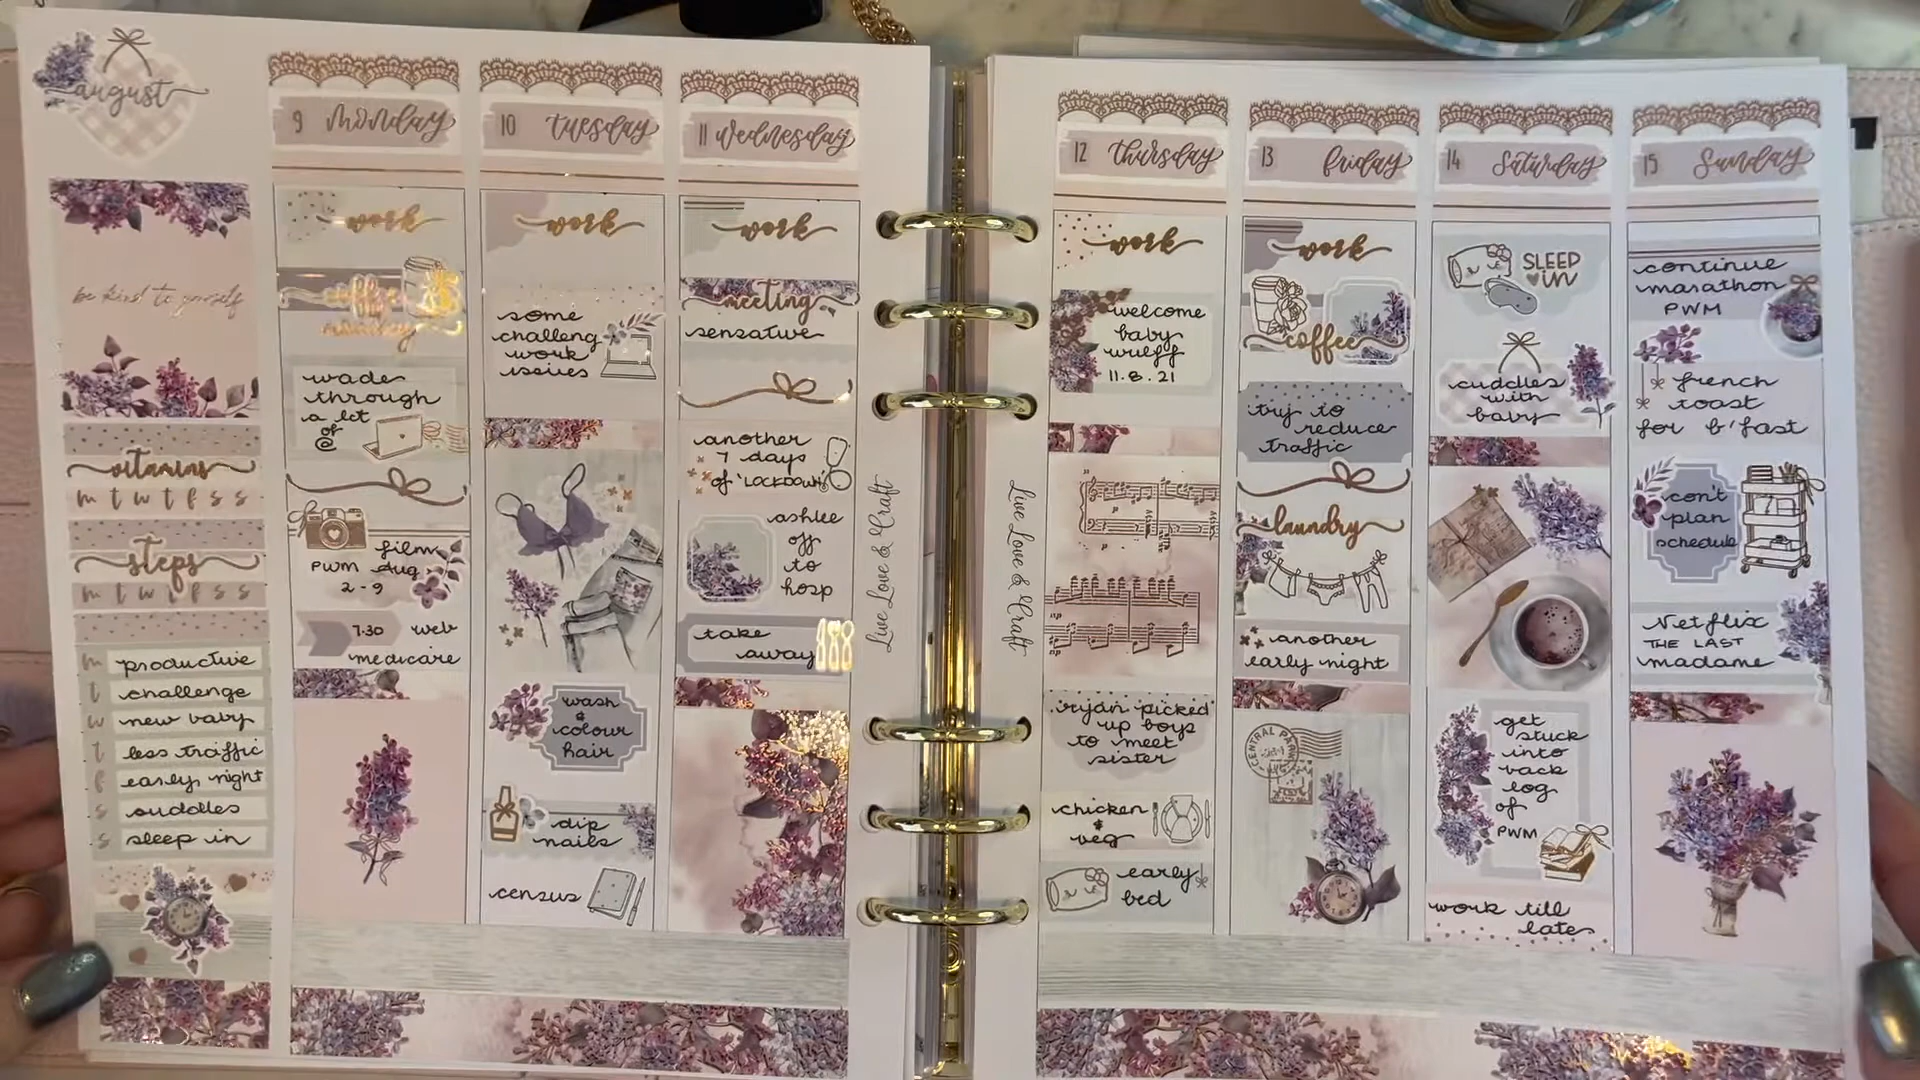 august
be kind to yourself
vitamins
m t w t f s s
steps
m t w t f s s
m productive
t challenge
w new baby
t less traffic
f early night
s cuddles
s sleep in
9 monday
work
coffee
monday
wade
through
a lot
of
@
film
PWM Aug
2-9
7.30 web
medicare
10 tuesday
work
some
challeng
work
issues
wash
&
colour
hair
dip
nails
census
11 wednesday
work
meeting
sensative
another
7 days
of 'LOCKDOWN'
ashlee
off
to
hosp
take
away
Live Love & Craft
Live Love & Craft
12 thursday
work
welcome
baby
wulff
11.8.21
ryan picked
up boys
to meet
sister
chicken
&
veg
early
bed
13 friday
work
coffee
try to
reduce
traffic
laundry
another
early night
CENTRAL PARK
14 saturday
SLEEP
IN
cuddles
with
baby
get
stuck
into
back
log
of
PWM
work till
late
15 sunday
continue
marathon
PWM
french
toast
for b'fast
con't
plan
schedule
Netflix
THE LAST
madame